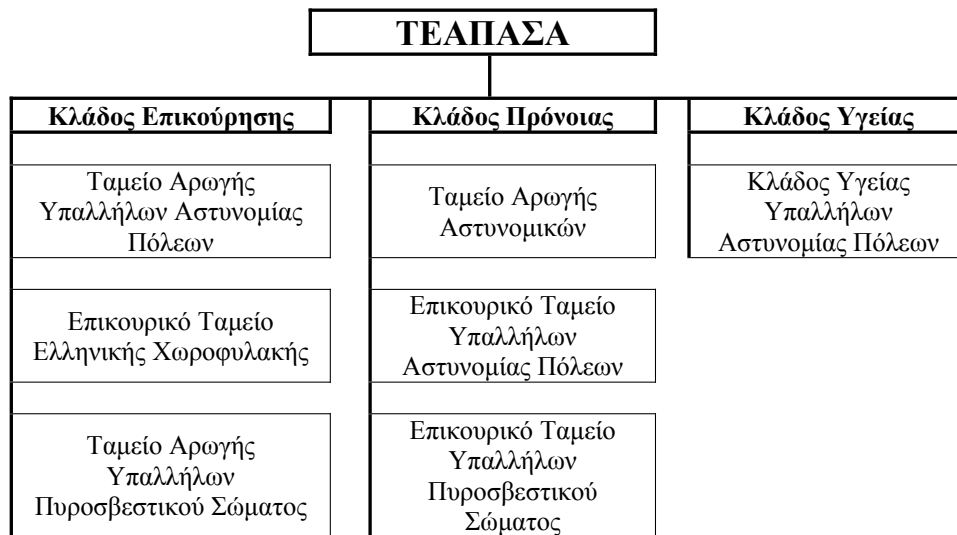 ΤΕΑΠΑΣΑ
Κλάδος Επικούρησης
Ταμείο Αρωγής
Υπαλλήλων Αστυνομίας
Πόλεων
Επικουρικό Ταμείο
Ελληνικής Χωροφυλακής
Ταμείο Αρωγής
Υπαλλήλων
Πυροσβεστικού Σώματος
Κλάδος Πρόνοιας
Ταμείο Αρωγής
Αστυνομικών
Επικουρικό Ταμείο
Υπαλλήλων
Αστυνομίας Πόλεων
Επικουρικό Ταμείο
Υπαλλήλων
Πυροσβεστικού
Σώματος
Κλάδος Υγείας
Κλάδος Υγείας
Υπαλλήλων
Αστυνομίας Πόλεων